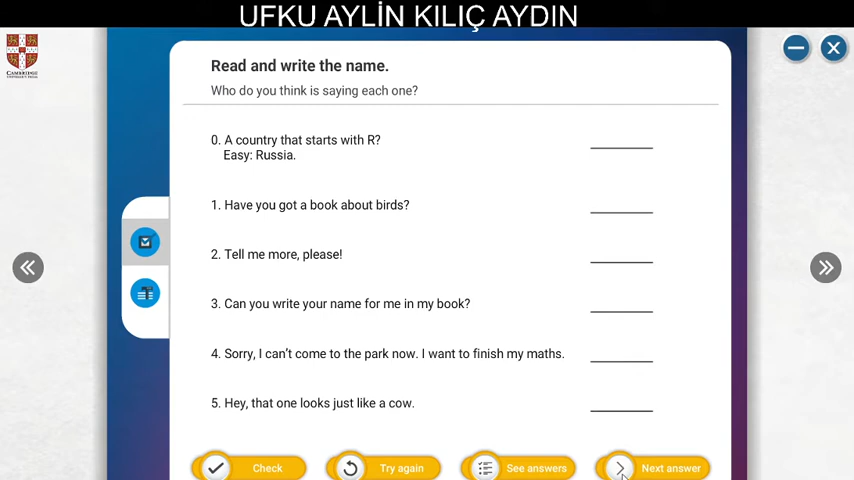 UFKU AYLİN KILIÇ AYDIN
CAMBRIDGE
Read and write the name.
Who do you think is saying each one?
0. A country that starts with R?
Easy: Russia.
1. Have you got a book about birds?
2. Tell me more, please!
3. Can you write your name for me in my book?
4. Sorry, I can't come to the park now. I want to finish my maths.
5. Hey, that one looks just like a cow.
Check
Try again
See answers
Next answer